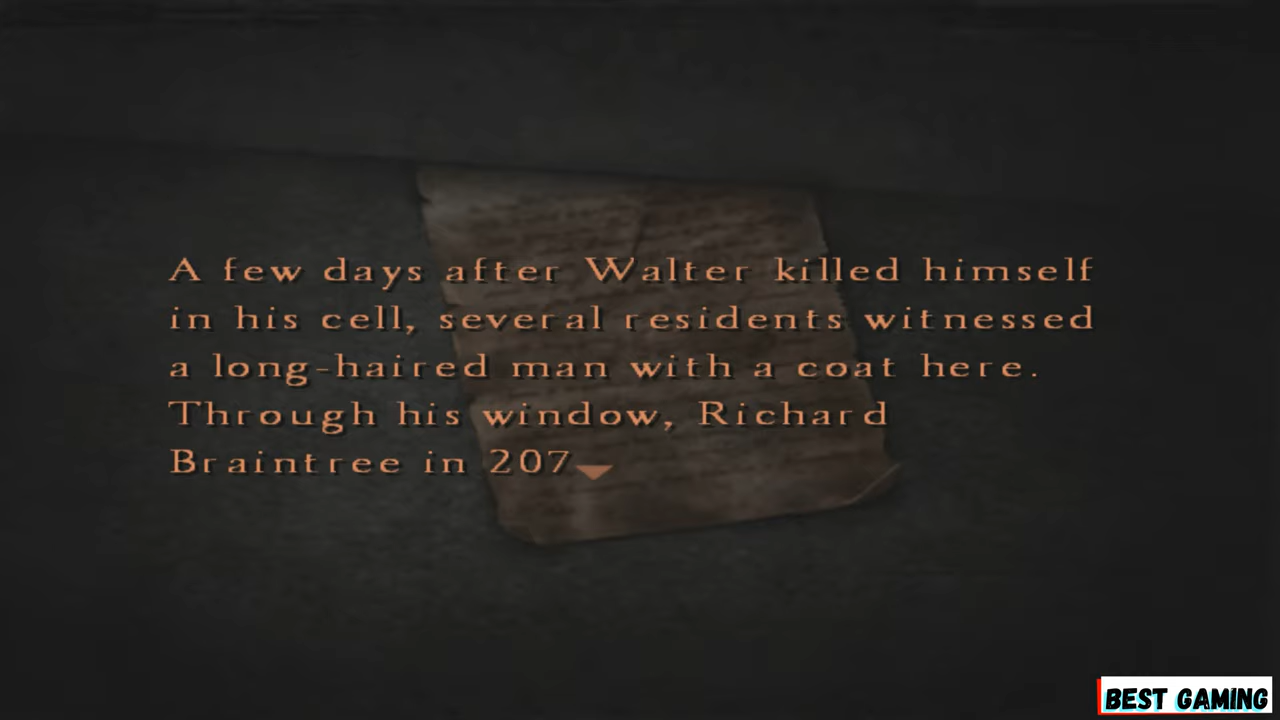 A few days after Walter killed himself
in his cell, several residents witnessed
a long-haired man with a coat here.
Through his window, Richard
Braintree in 207
BEST GAMING